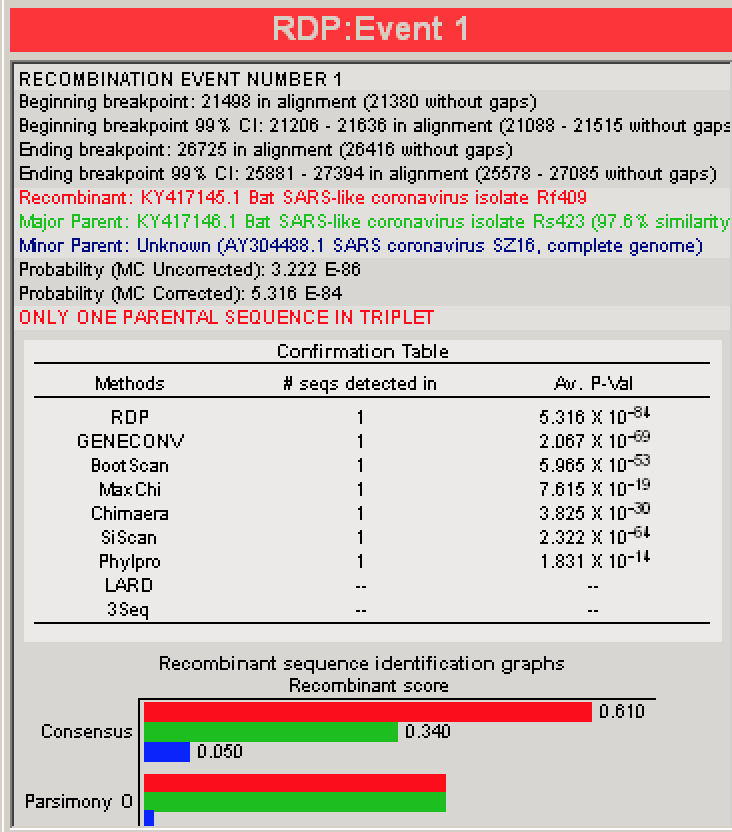 RDP:Event 1
RECOMBINATION EVENT NUMBER 1
Beginning breakpoint: 21498 in alignment (21380 without gaps)
Beginning breakpoint 99% CI: 21206 - 21636 in alignment (21088 - 21515 without gaps
Ending breakpoint: 26725 in alignment (26416 without gaps)
Ending breakpoint 99% CI: 25881 - 27394 in alignment (25578 - 27085 without gaps)
Recombinant: KY417145.1 Bat SARS-like coronavirus isolate Rf409
Major Parent: KY417146.1 Bat SARS-like coronavirus isolate Rs423 (97.6% similarity
Minor Parent: Unknown (AY304488.1 SARS coronavirus SZ16, complete genome)
Probability (MC Uncorrected): 3.222 E-86
Probability (MC Corrected): 5.316 E-84
ONLY ONE PARENTAL SEQUENCE IN TRIPLET
Confirmation Table
Methods # seqs detected in Av. P-Val
RDP 1 5.316 X 10-84
GENECONV 1 2.067 X 10-69
BootScan 1 5.965 X 10-53
MaxChi 1 7.615 X 10-19
Chimaera 1 3.825 X 10-30
SiScan 1 2.322 X 10-64
Phylpro 1 1.831 X 10-14
LARD -- --
3Seq -- --
Recombinant sequence identification graphs
Recombinant score
0.610
Consensus 0.340
0.050
Parsimony O